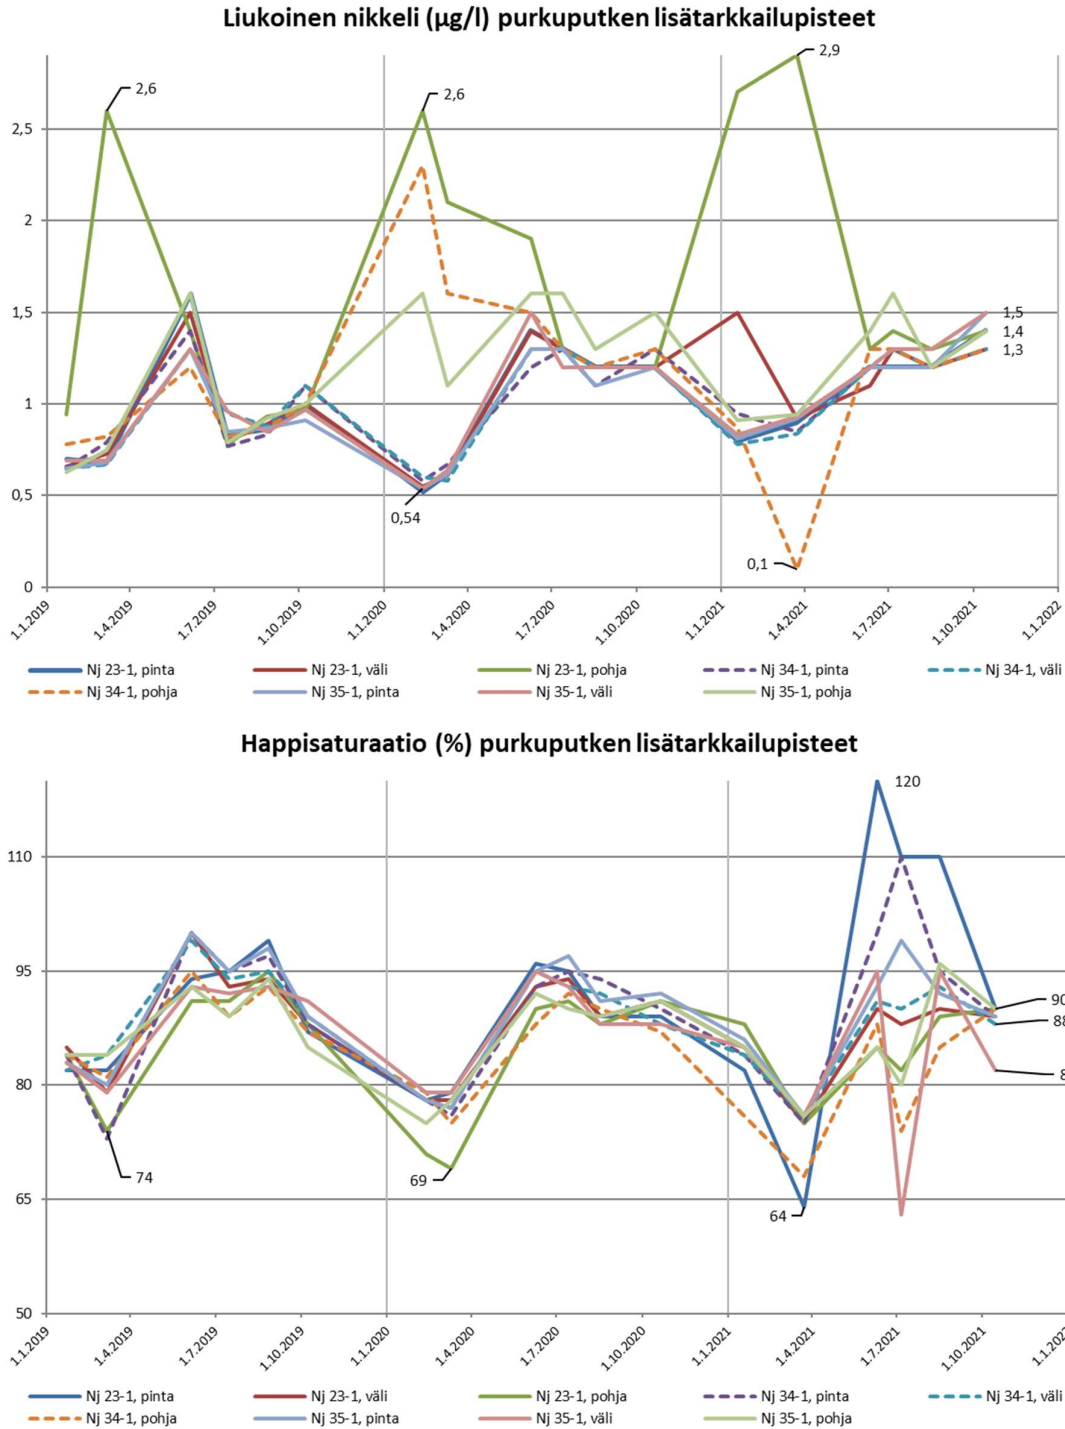 Liukoinen nikkeli (µg/l) purkuputken lisätarkkailupisteet
2,6
2,6
2,9
2,5
2
1,5
1,5
1,4
1,3
1
0,5
0,54
0,1
0
1.1.2019
1.4.2019
1.7.2019
1.10.2019
1.1.2020
1.4.2020
1.7.2020
1.10.2020
1.1.2021
1.4.2021
1.7.2021
1.10.2021
1.1.2022
Nj 23-1, pinta
Nj 23-1, väli
Nj 23-1, pohja
Nj 34-1, pinta
Nj 34-1, väli
Nj 34-1, pohja
Nj 35-1, pinta
Nj 35-1, väli
Nj 35-1, pohja
Happisaturaatio (%) purkuputken lisätarkkailupisteet
120
110
95
90
88
80
8
74
69
65
64
50
1.1.2019
1.4.2019
1.7.2019
1.10.2019
1.1.2020
1.4.2020
1.7.2020
1.10.2020
1.1.2021
1.4.2021
1.7.2021
1.10.2021
Nj 23-1, pinta
Nj 23-1, väli
Nj 23-1, pohja
Nj 34-1, pinta
Nj 34-1, väli
Nj 34-1, pohja
Nj 35-1, pinta
Nj 35-1, väli
Nj 35-1, pohja